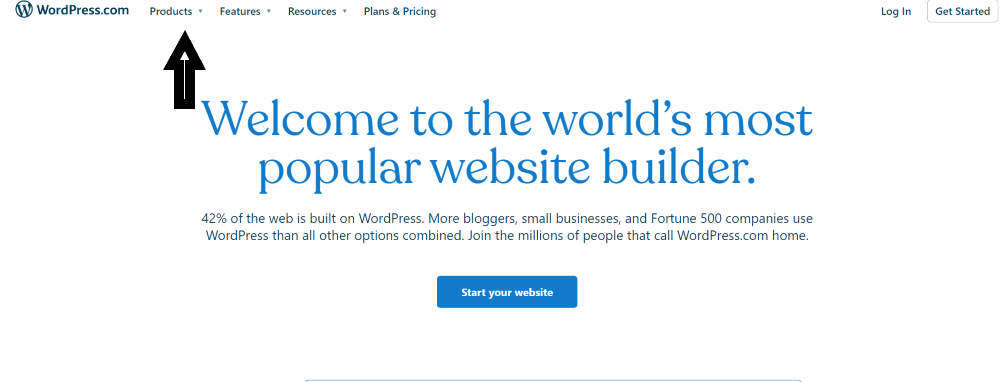 WordPress.com Products Features Resources Plans & Pricing Log In Get Started
Welcome to the world's most
popular website builder.
42% of the web is built on WordPress. More bloggers, small businesses, and Fortune 500 companies use
WordPress than all other options combined. Join the millions of people that call WordPress.com home.
Start your website